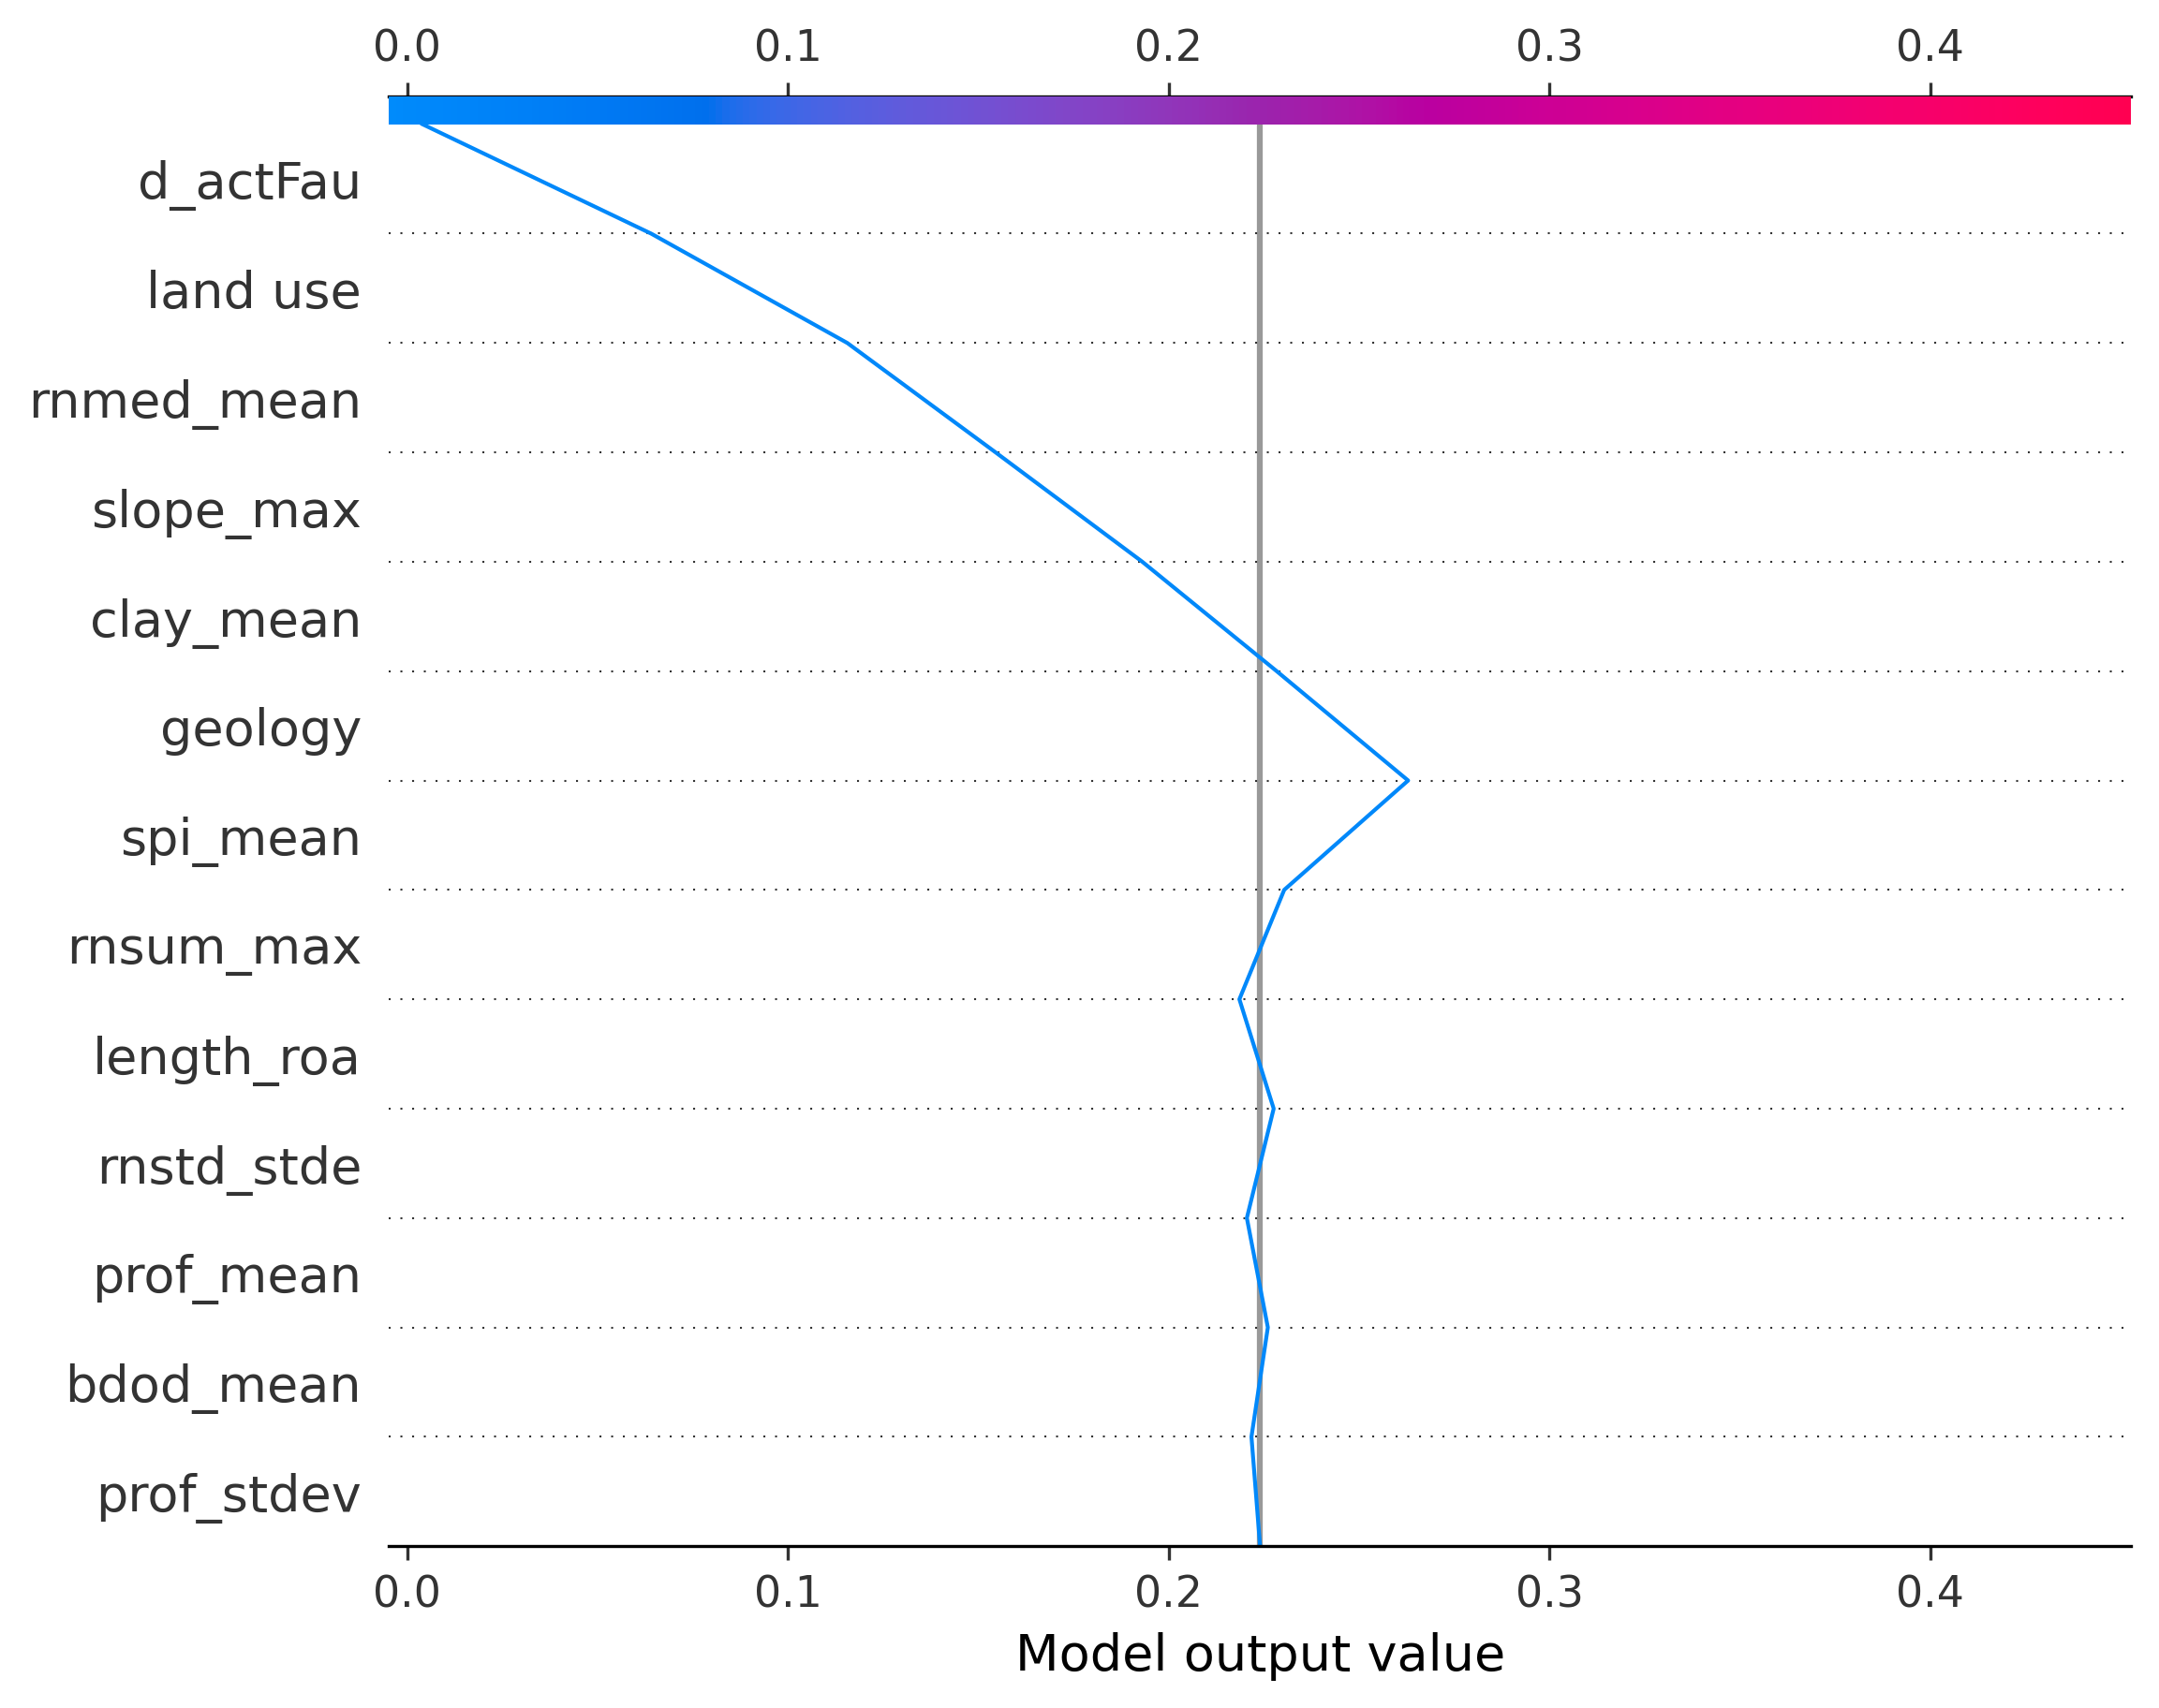 0.0 0.1 0.2 0.3 0.4
d_actFau
land use
rnmed_mean
slope_max
clay_mean
geology
spi_mean
rnsum_max
length_roa
rnstd_stde
prof_mean
bdod_mean
prof_stdev
0.0 0.1 0.2 0.3 0.4
Model output value